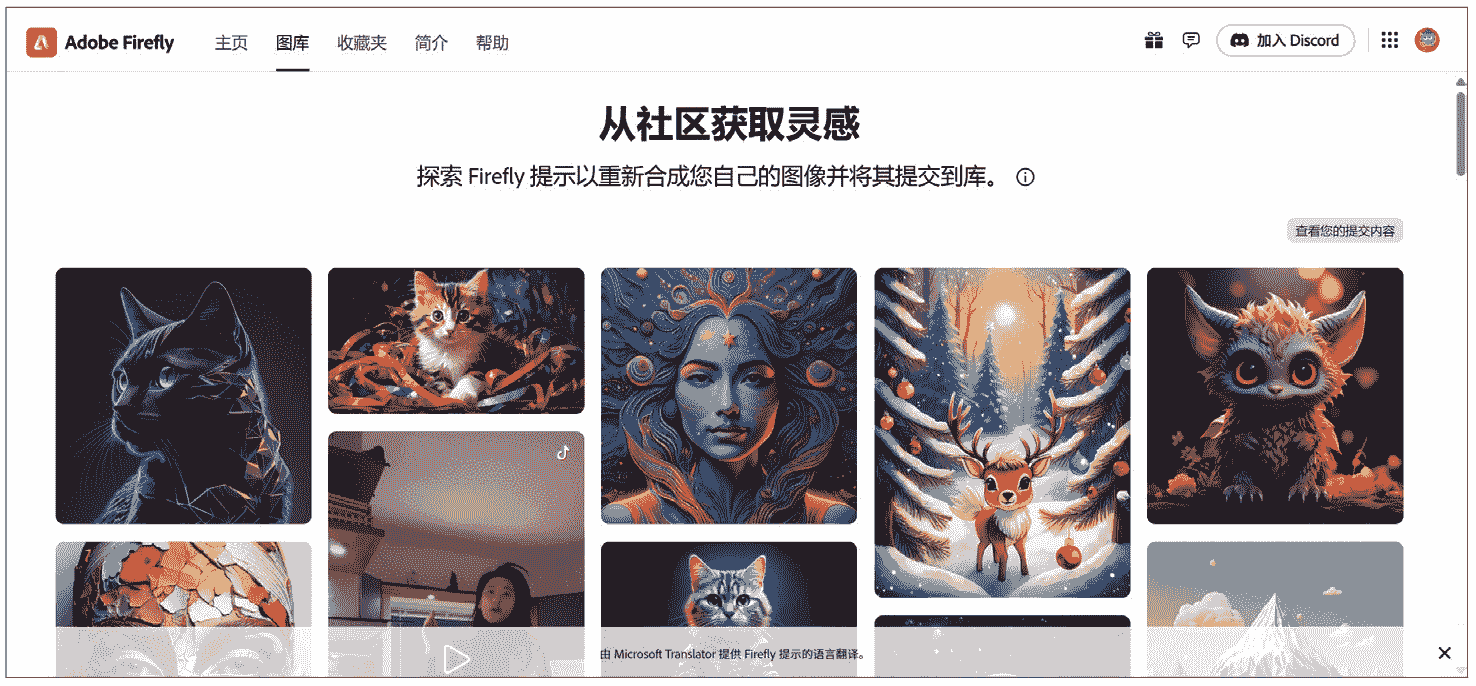 Adobe Firefly 主页 图库 收藏夹 简介 帮助 加入 Discord
从社区获取灵感
探索 Firefly 提示以重新合成您自己的图像并将其提交到库。
查看您的提交内容
由 Microsoft Translator 提供 Firefly 提示的语言翻译。